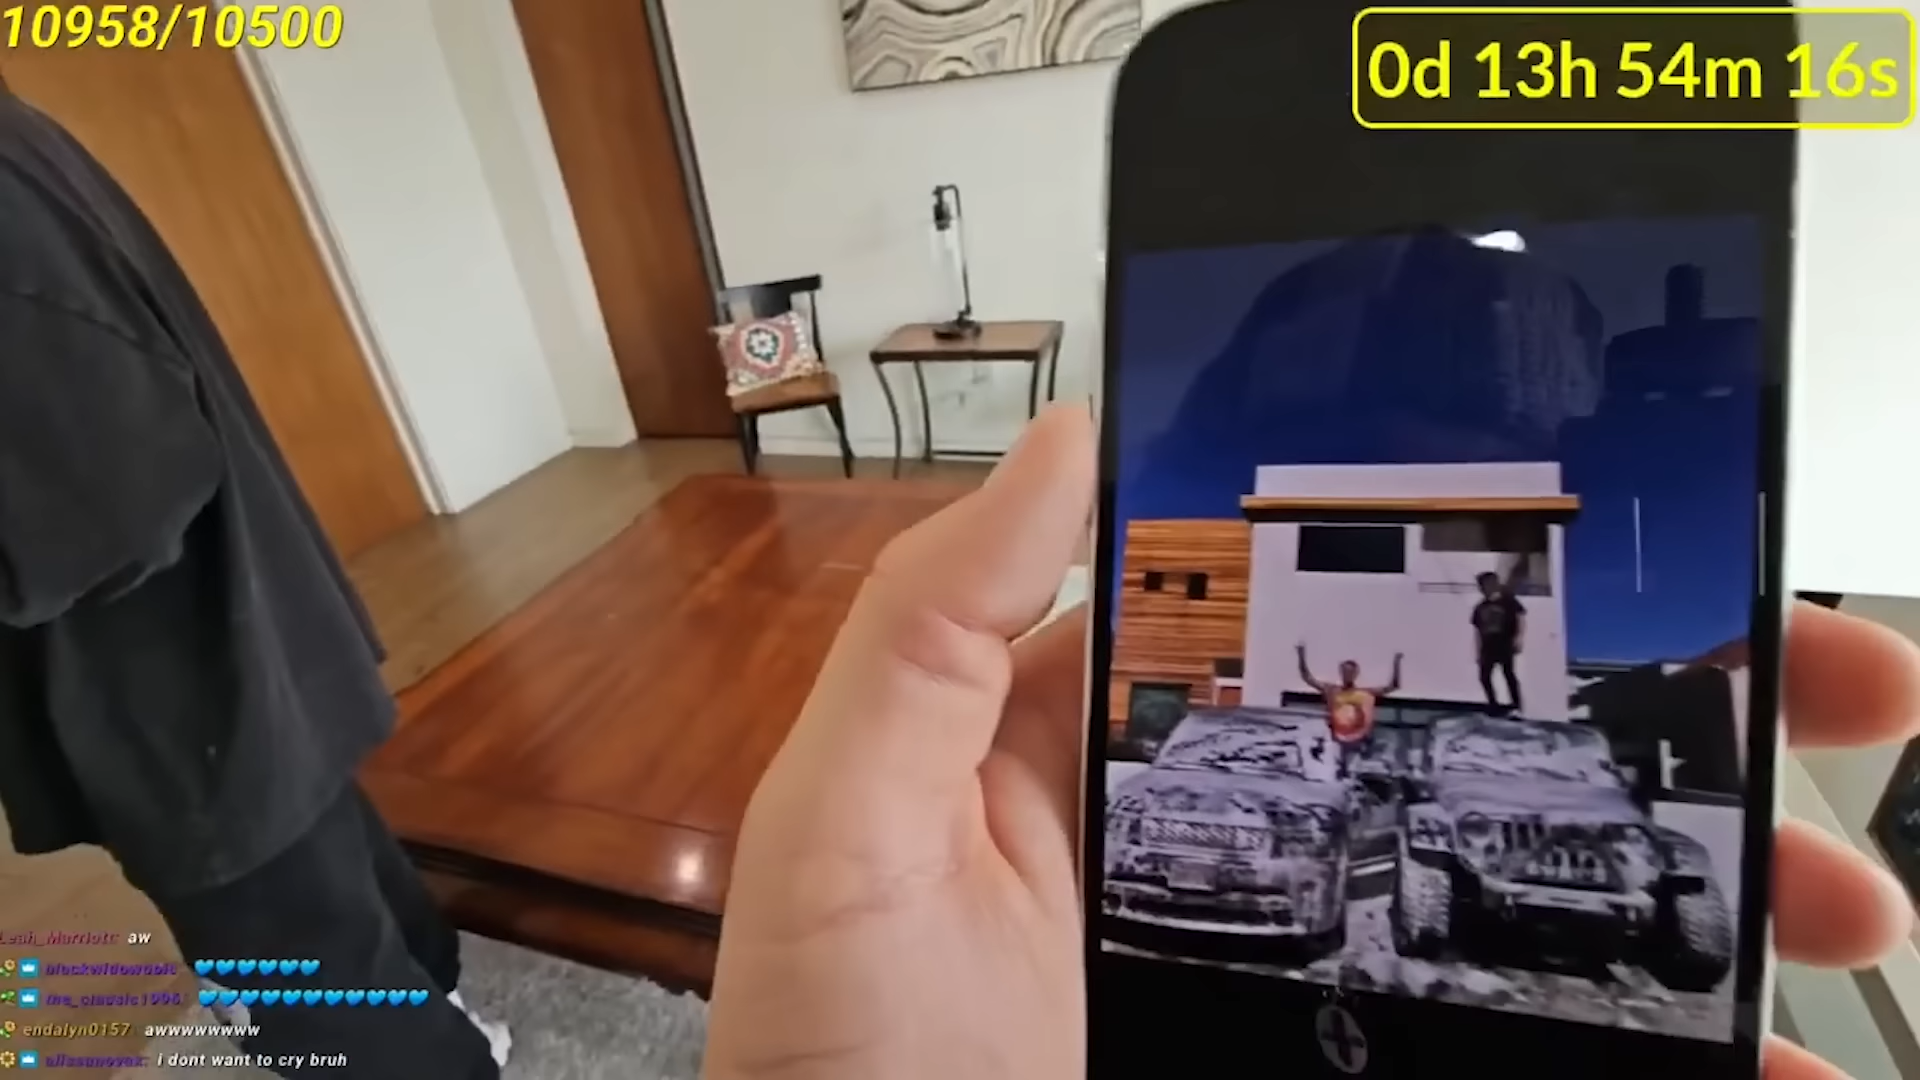 10958/10500
0d 13h 54m 16s
Leah_Marriott: aw
endalyn0157 awwwwwwwww
i dont want to cry bruh